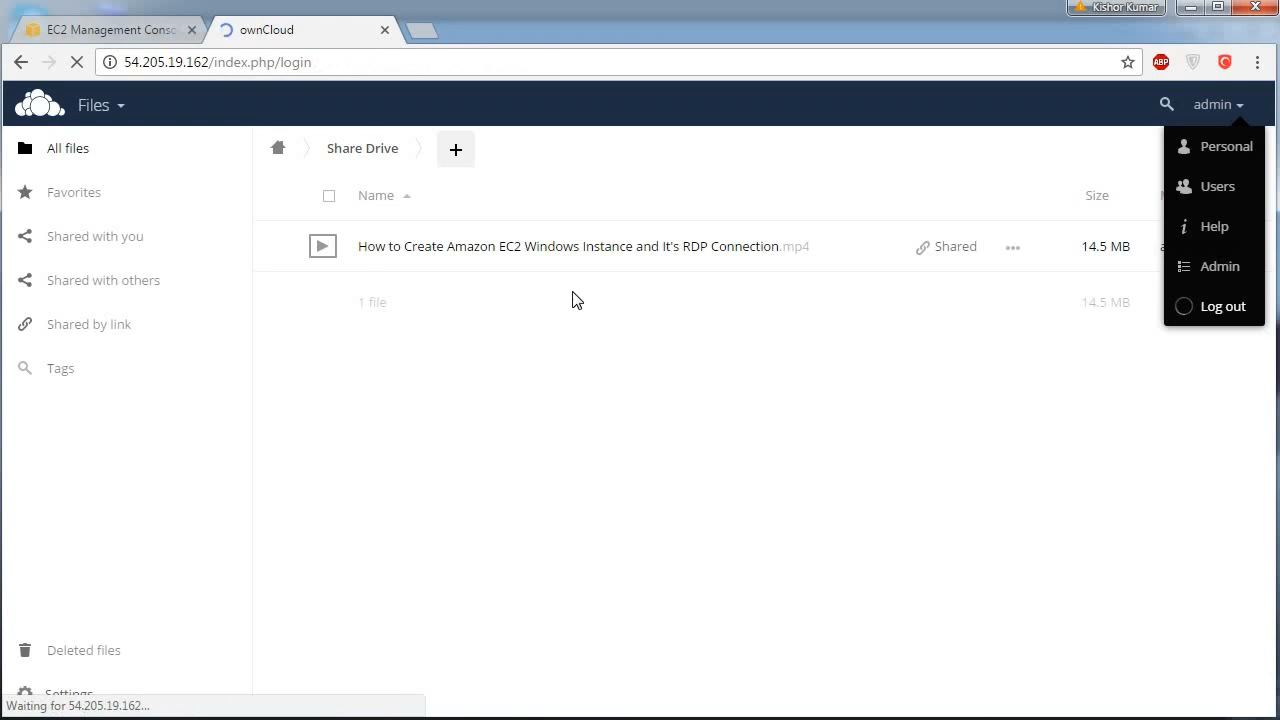 Kishor Kumar
EC2 Management Consc
ownCloud
54.205.19.162/index.php/login
ABP
Files
admin
All files
Share Drive
+
Personal
Favorites
Name
Size
Users
Shared with you
How to Create Amazon EC2 Windows Instance and It's RDP Connection.mp4
Shared
•••
14.5 MB
a
Help
Shared with others
Admin
1 file
14.5 MB
Log out
Shared by link
Tags
Deleted files
Settings
Waiting for 54.205.19.162...